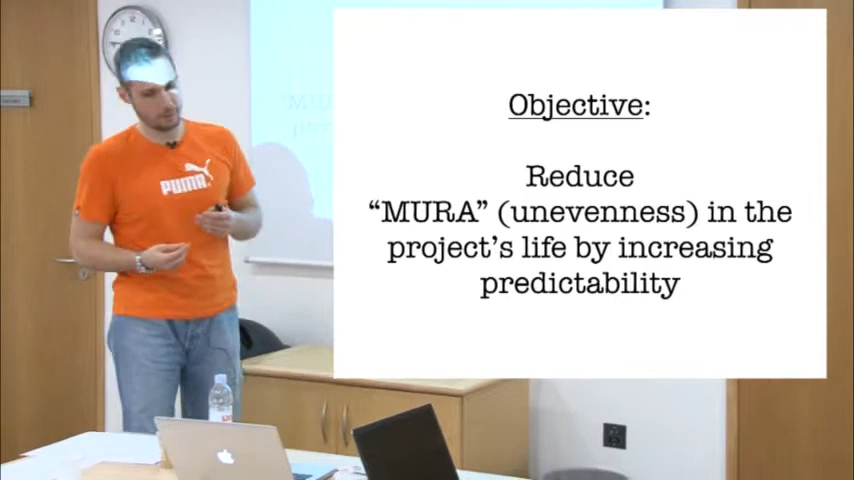 PUMA
Objective:
Reduce
“MURA” (unevenness) in the
project’s life by increasing
predictability